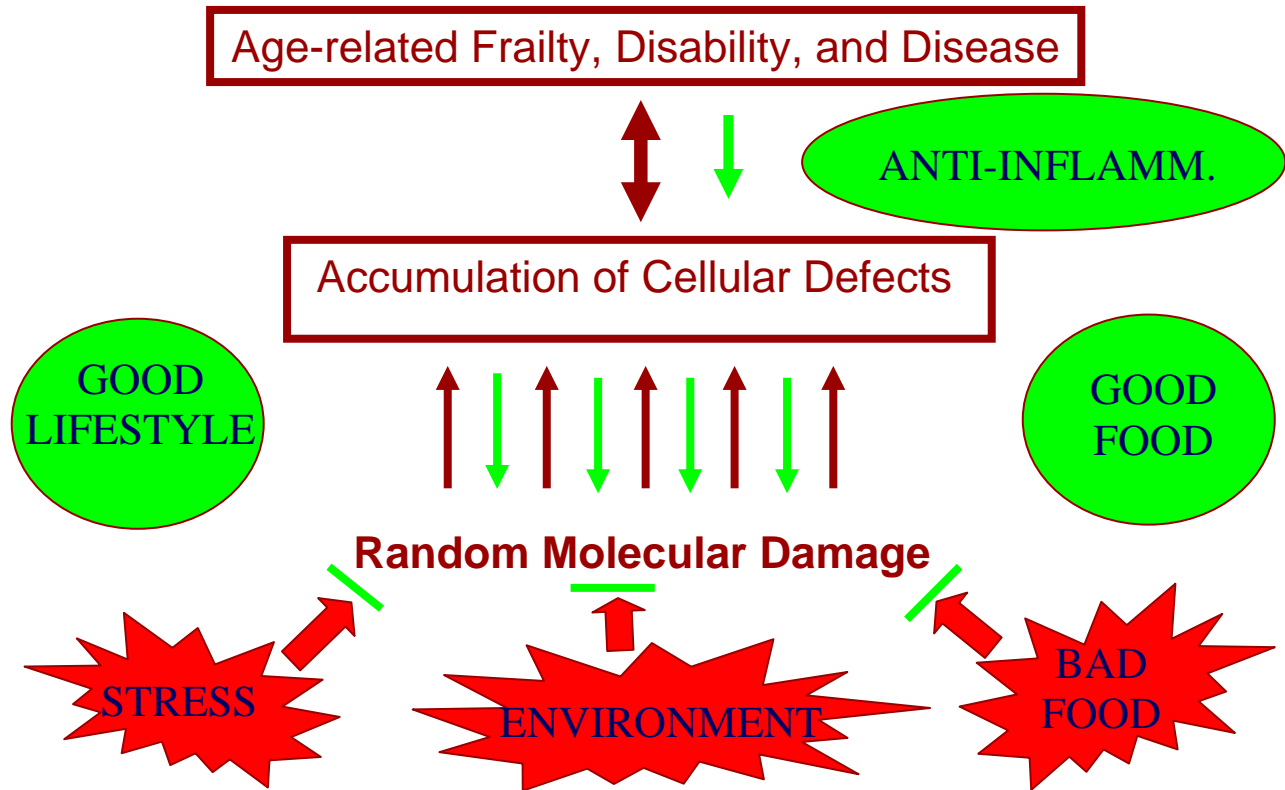 Age-related Frailty, Disability, and Disease
ANTI-INFLAMM.
Accumulation of Cellular Defects
GOOD
LIFESTYLE
GOOD
FOOD
Random Molecular Damage
STRESS
ENVIRONMENT
BAD
FOOD